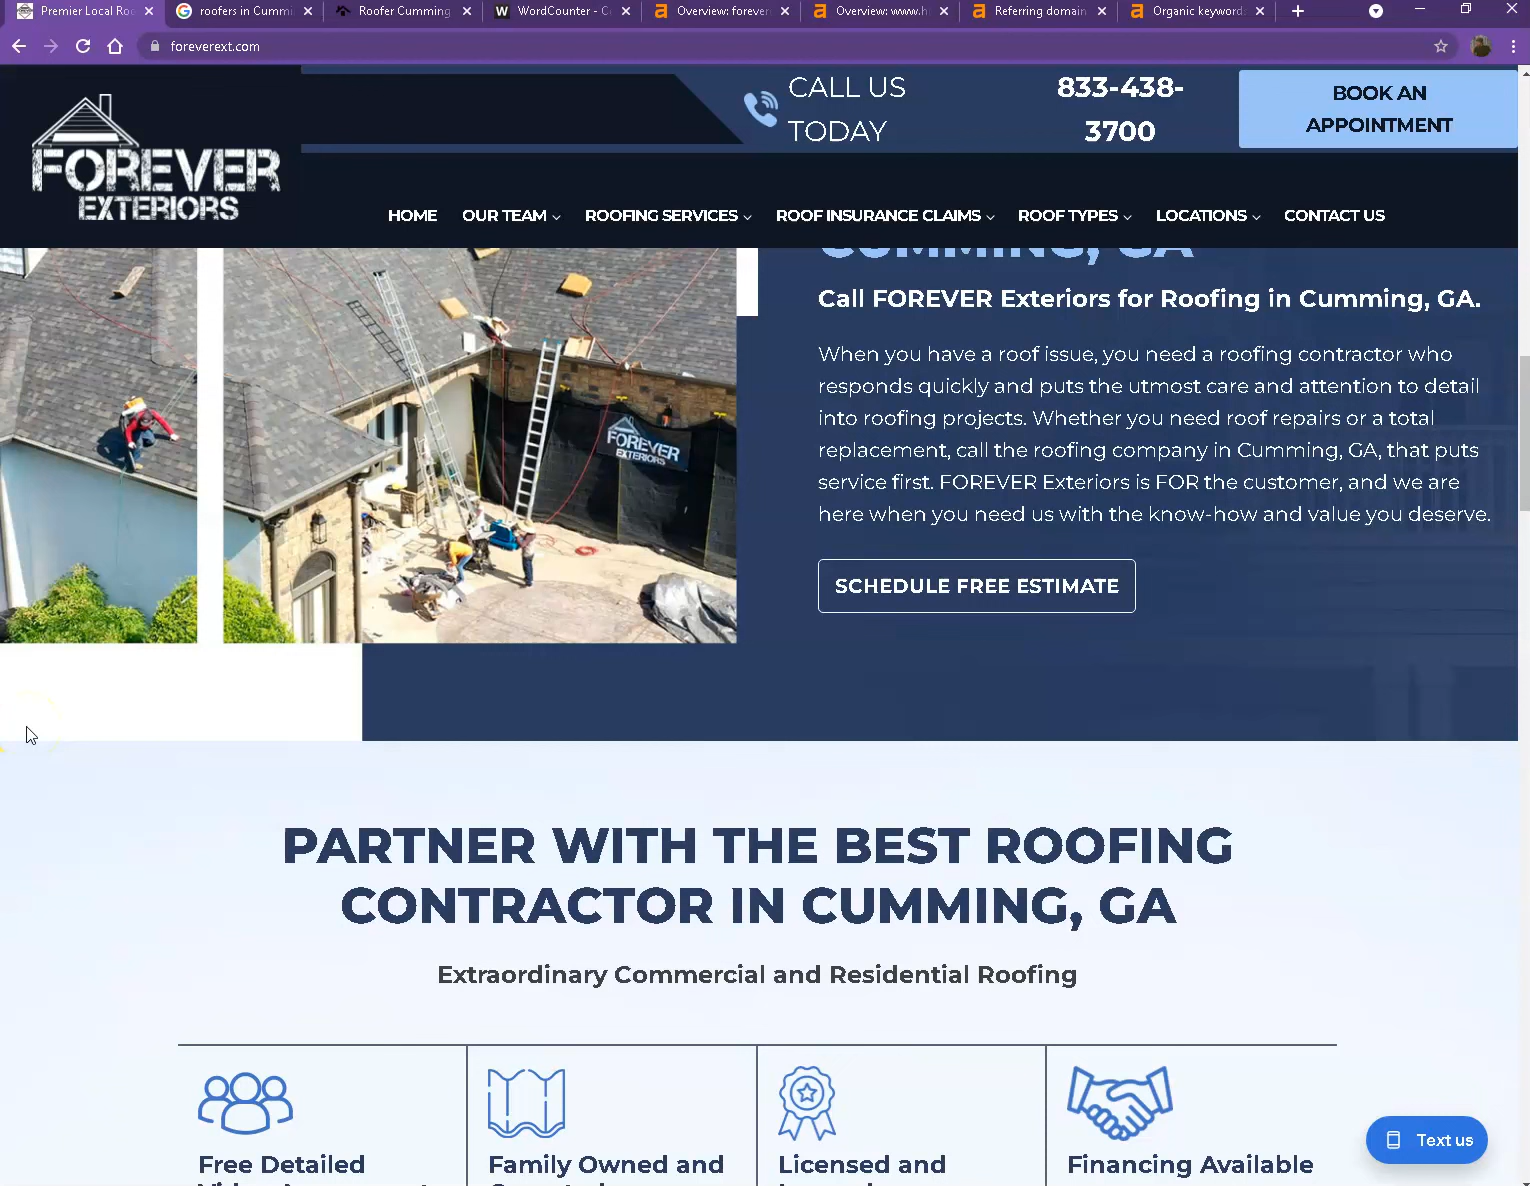 Premier Local Roo
roofers in Cummi
Roofer Cumming
WordCounter - C
Overview: forever
Overview: www.h
Referring domain
Organic keyword
foreverext.com
FOREVER
EXTERIORS
CALL US
TODAY
833-438-
3700
BOOK AN
APPOINTMENT
HOME OUR TEAM ROOFING SERVICES ROOF INSURANCE CLAIMS ROOF TYPES LOCATIONS CONTACT US
CUMMING, GA
Call FOREVER Exteriors for Roofing in Cumming, GA.
When you have a roof issue, you need a roofing contractor who
responds quickly and puts the utmost care and attention to detail
into roofing projects. Whether you need roof repairs or a total
replacement, call the roofing company in Cumming, GA, that puts
service first. FOREVER Exteriors is FOR the customer, and we are
here when you need us with the know-how and value you deserve.
SCHEDULE FREE ESTIMATE
FOREVER
EXTERIORS
PARTNER WITH THE BEST ROOFING
CONTRACTOR IN CUMMING, GA
Extraordinary Commercial and Residential Roofing
Free Detailed
Family Owned and
Licensed and
Financing Available
Text us